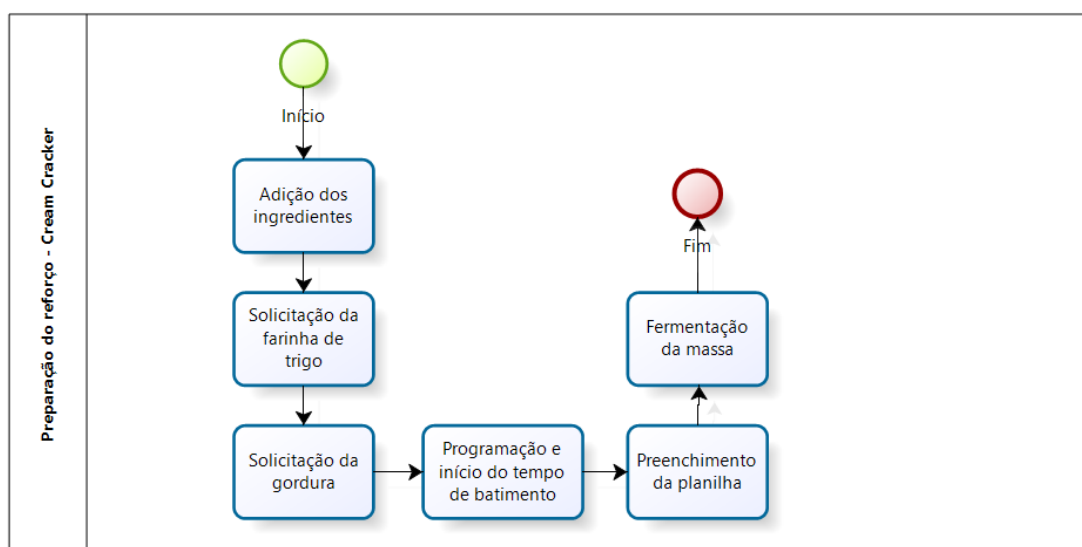 Preparação do reforço - Cream Cracker
Início
Adição dos
ingredientes
Solicitação da
farinha de
trigo
Solicitação da
gordura
Programação e
início do tempo
de batimento
Preenchimento
da planilha
Fermentação
da massa
Fim